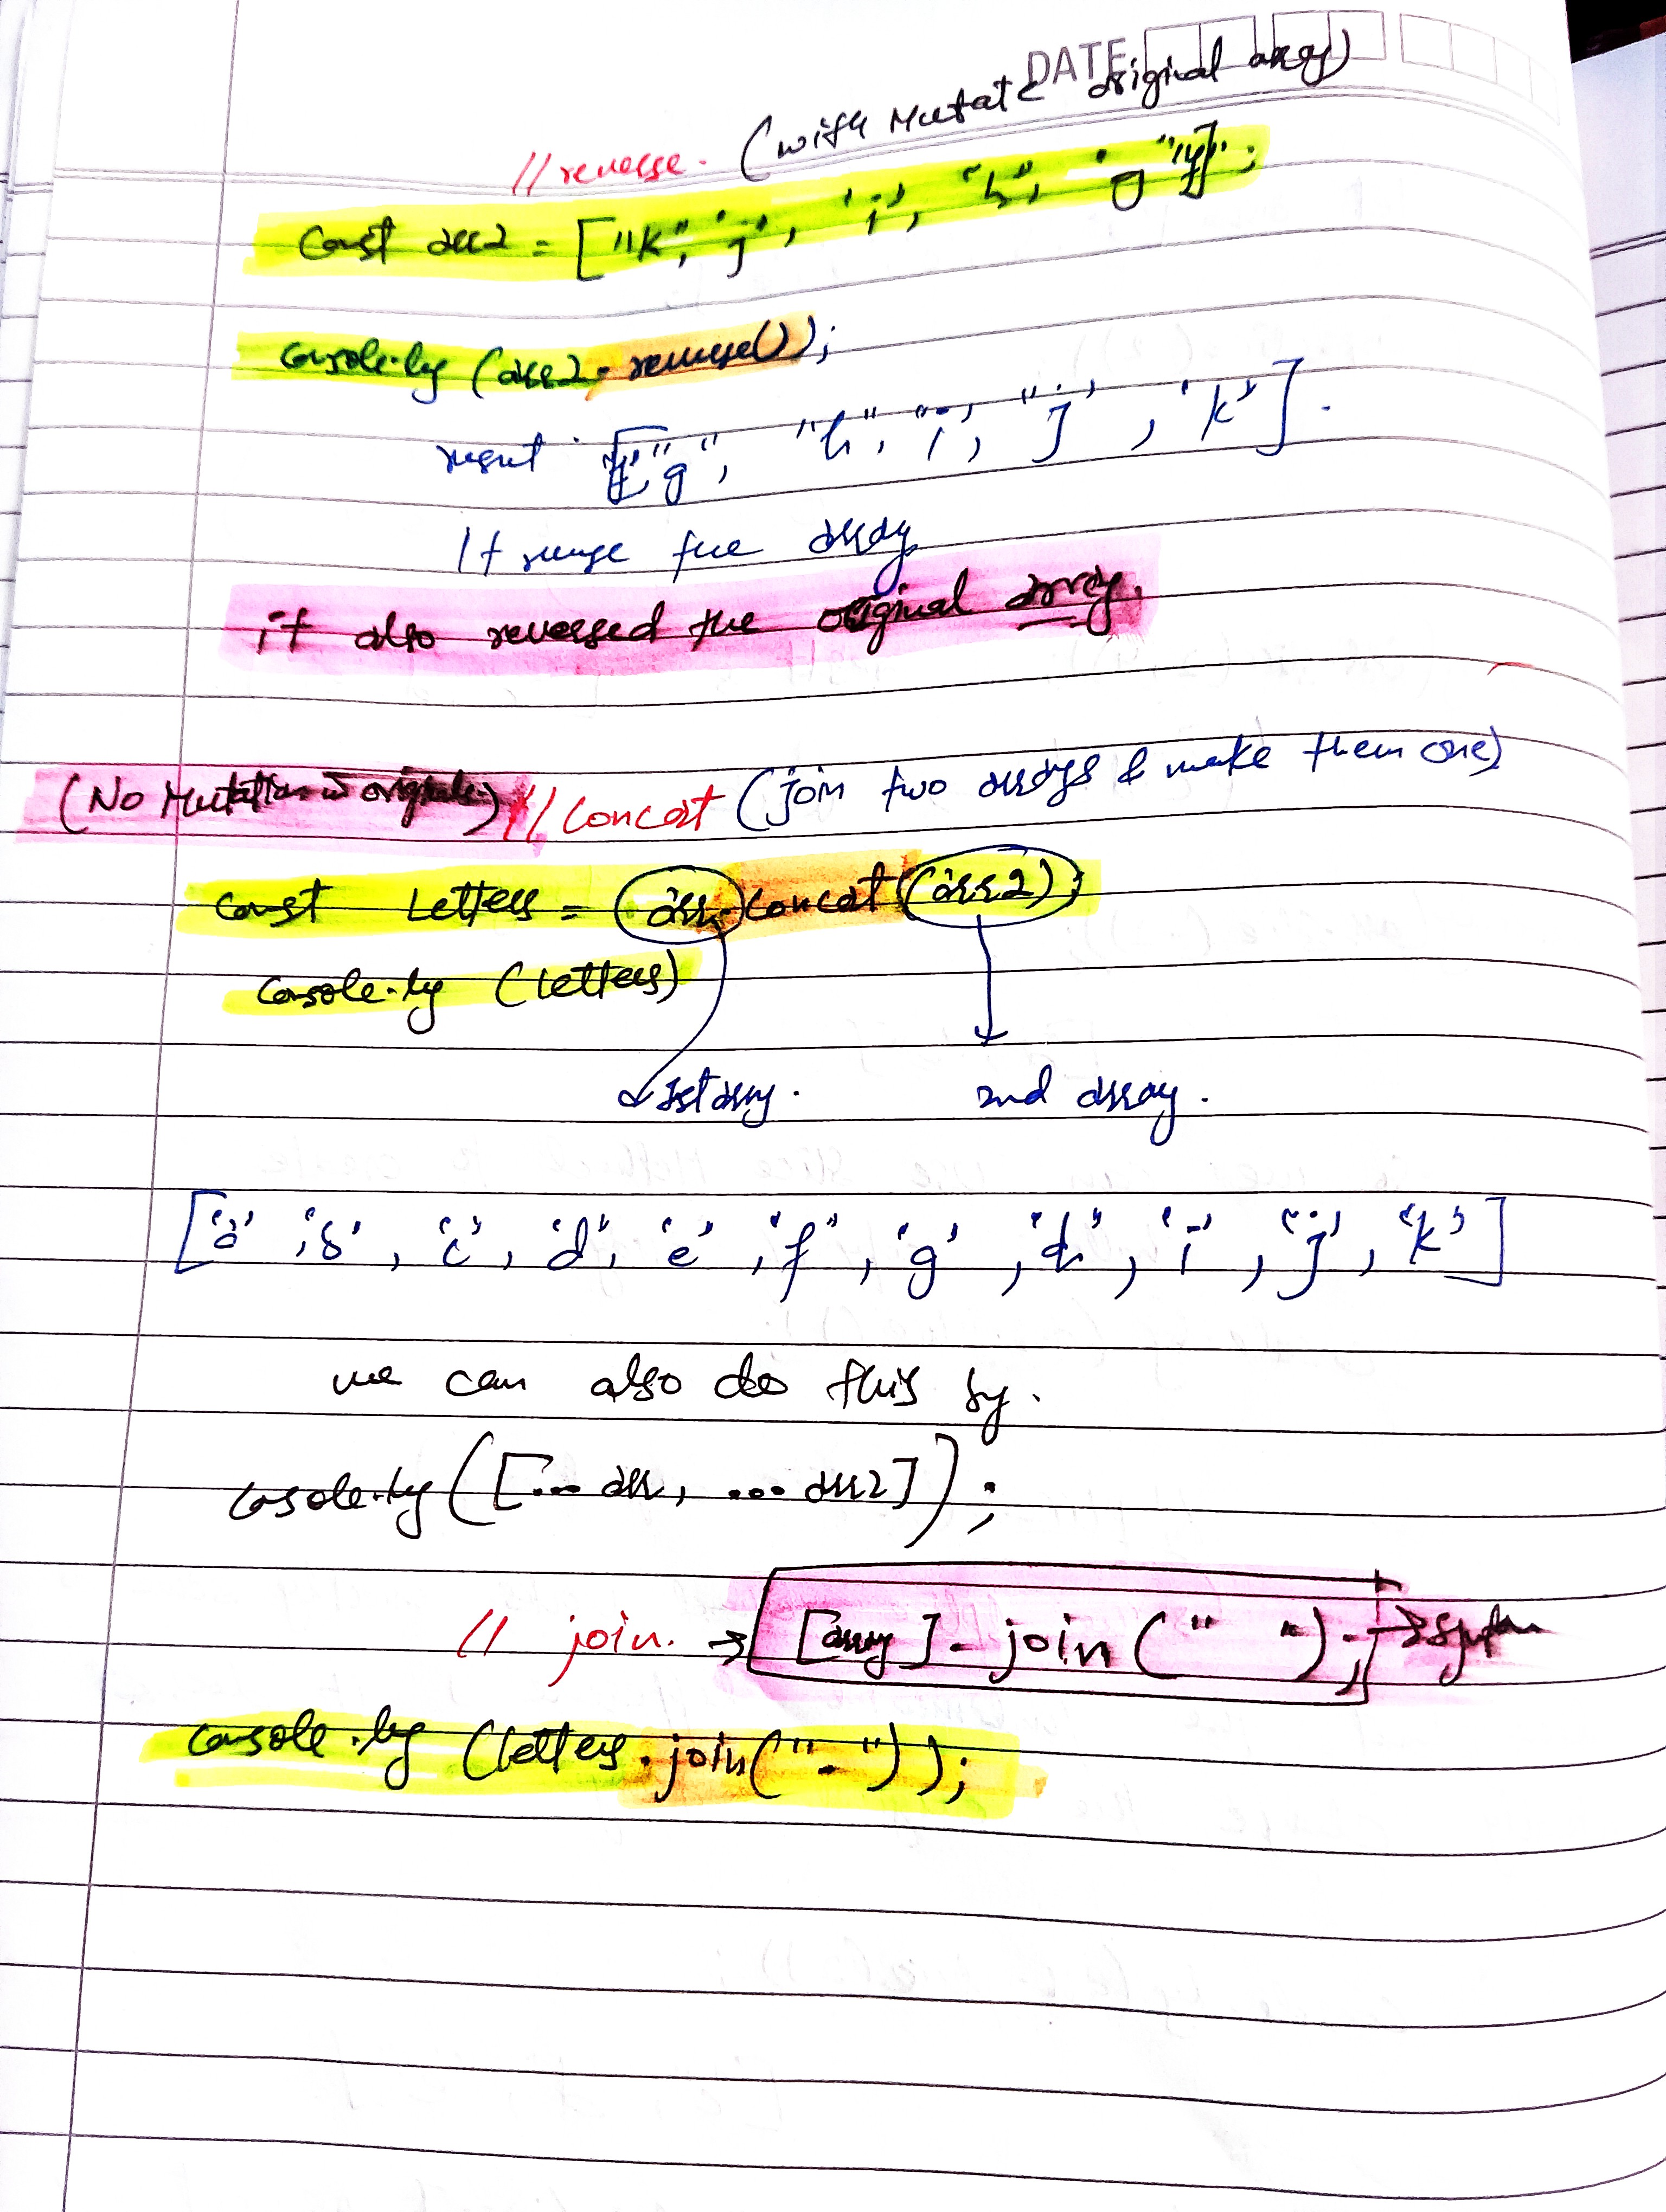 DATE
//reverse. (with Mutate original array)
const arr2 = ["k", 'j', 'i', "h", 'g' "f"];
console.log (arr2.reverse());
result : ["f" "g", "h", "i", "j", 'k'].
It reverse the array
it also reversed the original array.
(No Mutation in originals) // concat (join two arrays & make them one)
const Letters = arr.concat(arr2);
console.log (letters)
1st array. 2nd array.
['a', 'b', 'c', 'd', 'e', 'f', 'g', 'h', 'i', 'j', 'k']
we can also do this by.
console.log([...arr, ...arr2]);
// join. → [array].join(" "); → Syntax
console.log (letters.join("-"));